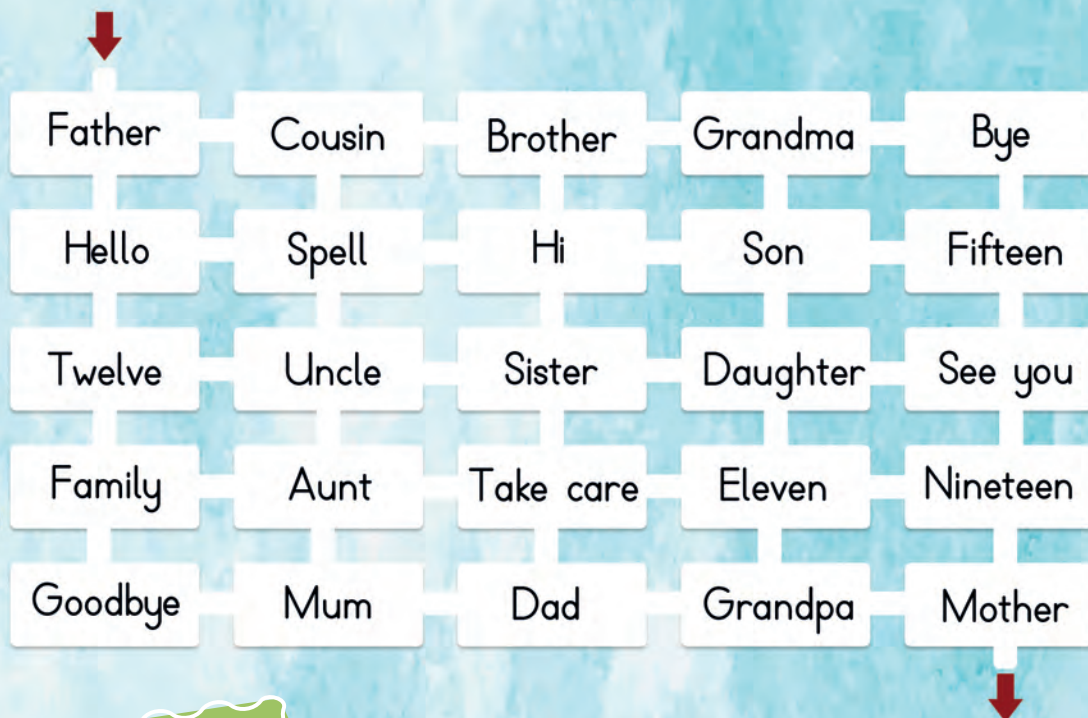 Father Cousin Brother Grandma Bye
Hello Spell Hi Son Fifteen
Twelve Uncle Sister Daughter See you
Family Aunt Take care Eleven Nineteen
Goodbye Mum Dad Grandpa Mother